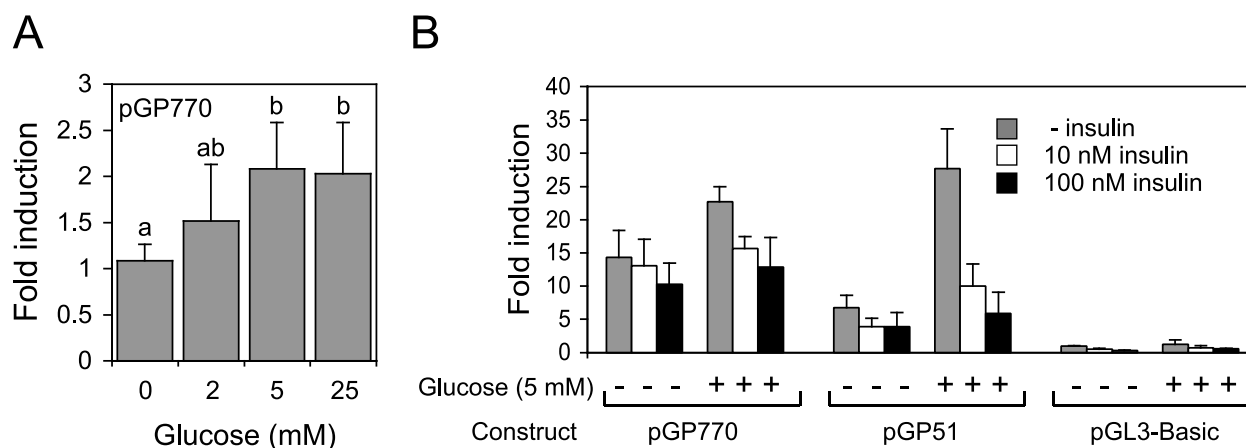 A
Fold induction
3
2.5
2
1.5
1
0.5
0
pGP770
a
ab
b
b
0 2 5 25
Glucose (mM)
B
Fold induction
40
35
30
25
20
15
10
5
0
- insulin
10 nM insulin
100 nM insulin
Glucose (5 mM) - - - + + + - - - + + + - - - + + +
Construct pGP770 pGP51 pGL3-Basic